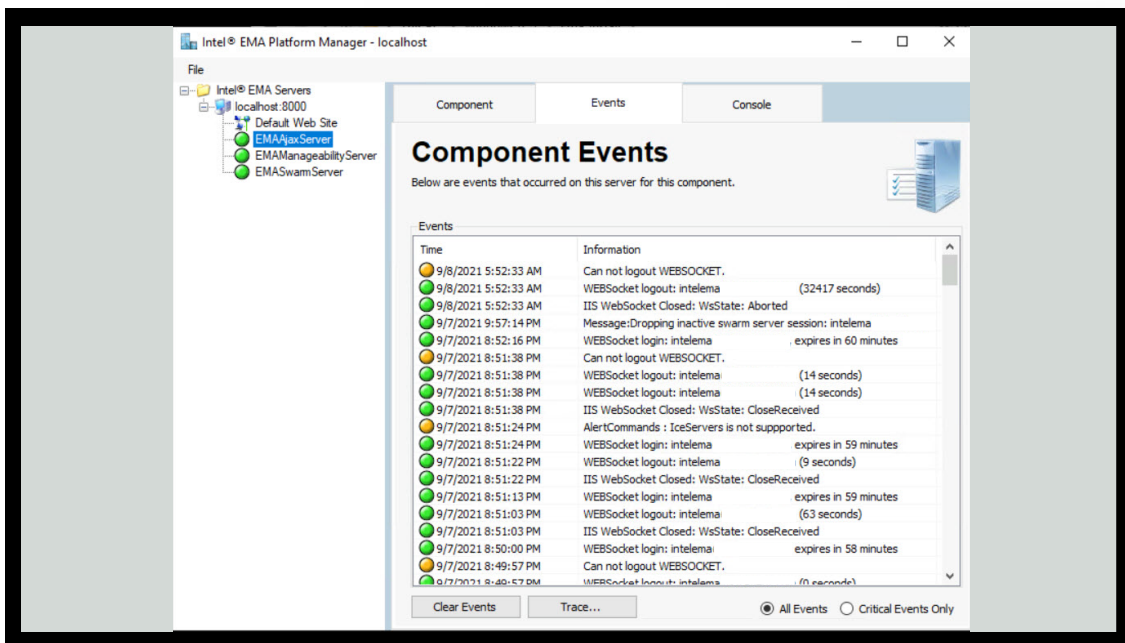 Intel® EMA Platform Manager - localhost
File
Intel® EMA Servers
localhost:8000
Default Web Site
EMAAjaxServer
EMAManageabilityServer
EMASwarmServer
Component Events Console
Component Events
Below are events that occurred on this server for this component.
Events
Time Information
9/8/2021 5:52:33 AM Can not logout WEBSOCKET.
9/8/2021 5:52:33 AM WEBSocket logout: intelema (32417 seconds)
9/8/2021 5:52:33 AM IIS WebSocket Closed: WsState: Aborted
9/7/2021 9:57:14 PM Message:Dropping inactive swarm server session: intelema
9/7/2021 8:52:16 PM WEBSocket login: intelema , expires in 60 minutes
9/7/2021 8:51:38 PM Can not logout WEBSOCKET.
9/7/2021 8:51:38 PM WEBSocket logout: intelema (14 seconds)
9/7/2021 8:51:38 PM WEBSocket logout: intelema (14 seconds)
9/7/2021 8:51:38 PM IIS WebSocket Closed: WsState: CloseReceived
9/7/2021 8:51:24 PM AlertCommands : IceServers is not suppported.
9/7/2021 8:51:24 PM WEBSocket login: intelema expires in 59 minutes
9/7/2021 8:51:22 PM WEBSocket logout: intelema (9 seconds)
9/7/2021 8:51:22 PM IIS WebSocket Closed: WsState: CloseReceived
9/7/2021 8:51:13 PM WEBSocket login: intelema expires in 59 minutes
9/7/2021 8:51:03 PM WEBSocket logout: intelema (63 seconds)
9/7/2021 8:51:03 PM IIS WebSocket Closed: WsState: CloseReceived
9/7/2021 8:50:00 PM WEBSocket login: intelema expires in 58 minutes
9/7/2021 8:49:57 PM Can not logout WEBSOCKET.
9/7/2021 8:49:57 PM WEBSocket logout: intelema (0 seconds)
Clear Events Trace... All Events Critical Events Only